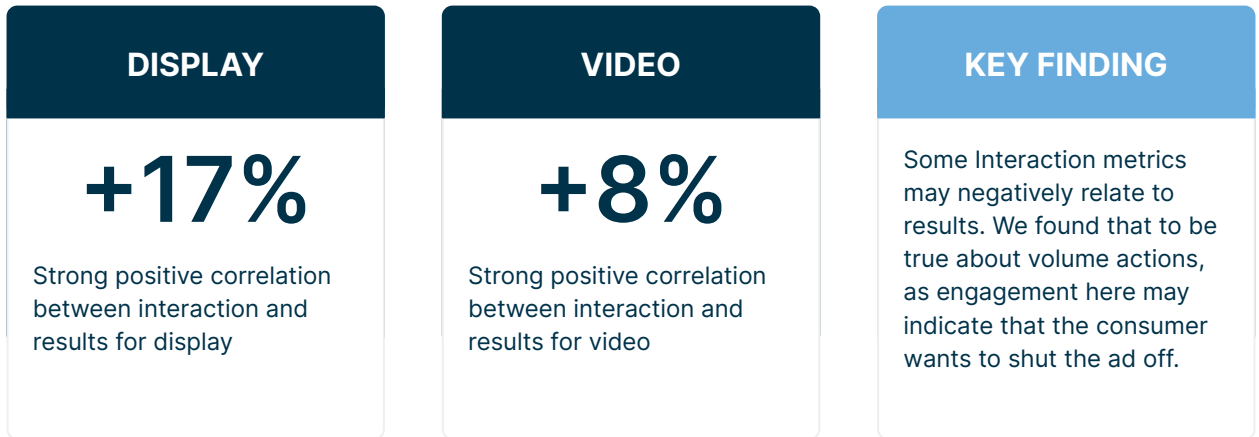 DISPLAY
+17%
Strong positive correlation
between interaction and
results for display
VIDEO
+8%
Strong positive correlation
between interaction and
results for video
KEY FINDING
Some Interaction metrics
may negatively relate to
results. We found that to be
true about volume actions,
as engagement here may
indicate that the consumer
wants to shut the ad off.